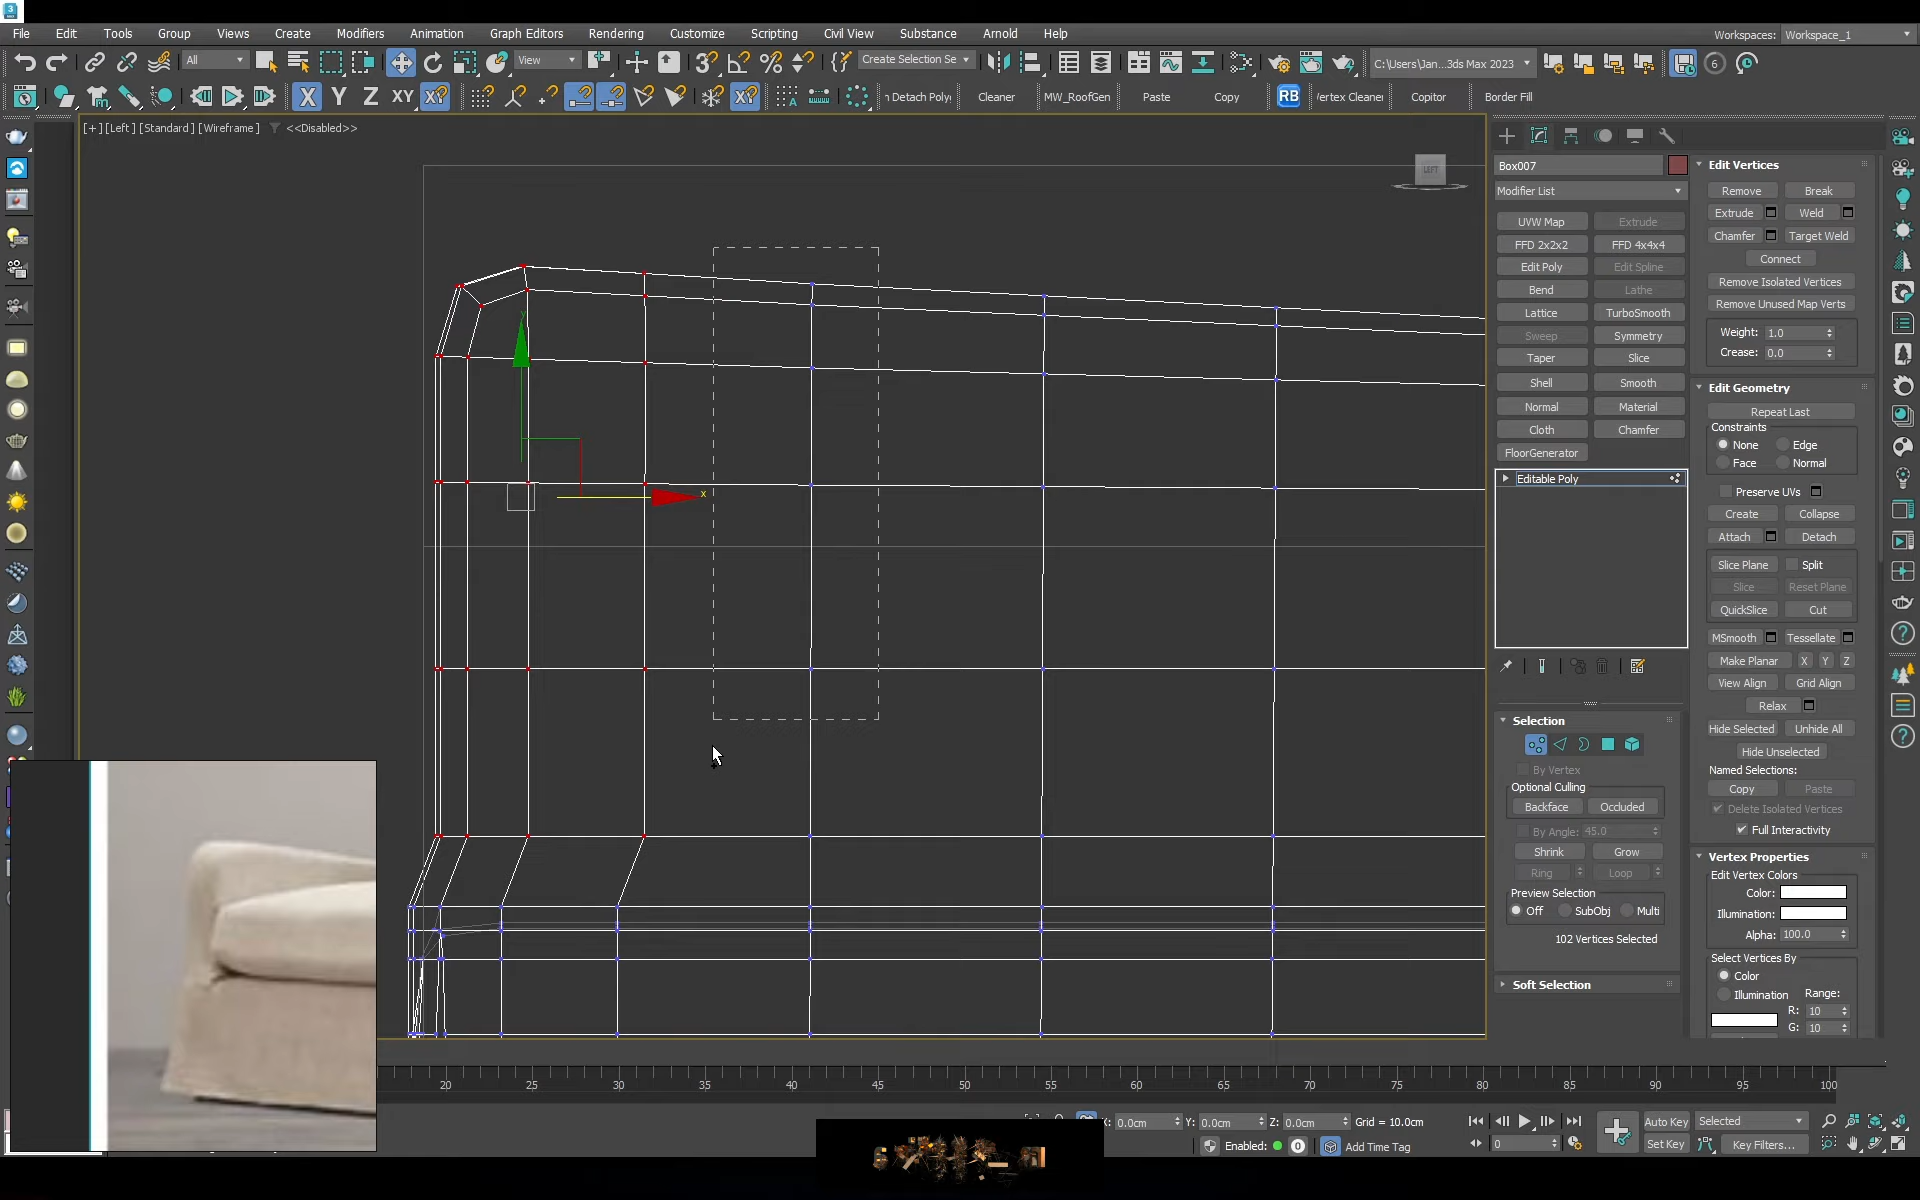 3
File Edit Tools Group Views Create Modifiers Animation Graph Editors Rendering Customize Scripting Civil View Substance Arnold Help
Workspaces: Workspace_1
All View Create Selection Se C:\Users\Jan...3ds Max 2023 6
X Y Z XY XY Detach Poly Cleaner MW_RoofGen Paste Copy RB ertex Cleaner Copitor Border Fill
[+] [Left] [Standard] [Wireframe] <<Disabled>>
LEFT
y
x
Box007
Modifier List
UVW Map Extrude
FFD 2x2x2 FFD 4x4x4
Edit Poly Edit Spline
Bend Lathe
Lattice TurboSmooth
Sweep Symmetry
Taper Slice
Shell Smooth
Normal Material
Cloth Chamfer
FloorGenerator
Editable Poly
Selection
By Vertex
Optional Culling
Backface Occluded
By Angle: 45.0
Shrink Grow
Ring Loop
Preview Selection
Off SubObj Multi
102 Vertices Selected
Soft Selection
Edit Vertices
Remove Break
Extrude Weld
Chamfer Target Weld
Connect
Remove Isolated Vertices
Remove Unused Map Verts
Weight: 1.0
Crease: 0.0
Edit Geometry
Repeat Last
Constraints
None Edge
Face Normal
Preserve UVs
Create Collapse
Attach Detach
Slice Plane Split
Slice Reset Plane
QuickSlice Cut
MSmooth Tessellate
Make Planar X Y Z
View Align Grid Align
Relax
Hide Selected Unhide All
Hide Unselected
Named Selections:
Copy Paste
Delete Isolated Vertices
Full Interactivity
Vertex Properties
Edit Vertex Colors
Color:
Illumination:
Alpha: 100.0
Select Vertices By
Color
Illumination Range:
R: 10
G: 10
20 25 30 35 40 45 50 55 60 65 70 75 80 85 90 95 100
X: 0.0cm Y: 0.0cm Z: 0.0cm Grid = 10.0cm Auto Key Selected
Enabled: 0 Add Time Tag 0 Set Key Key Filters...